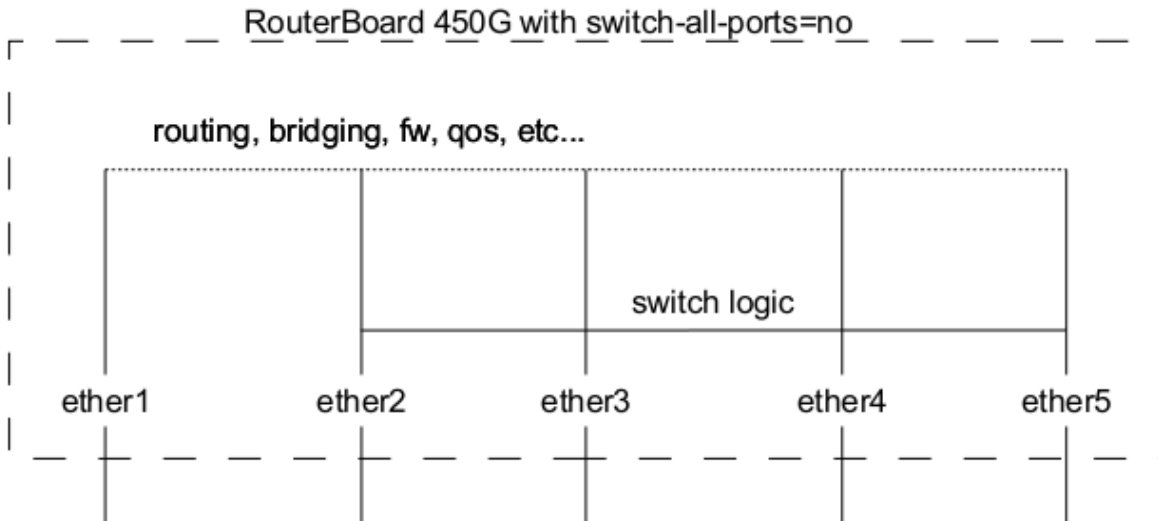 RouterBoard 450G with switch-all-ports=no
routing, bridging, fw, qos, etc...
switch logic
ether1 ether2 ether3 ether4 ether5